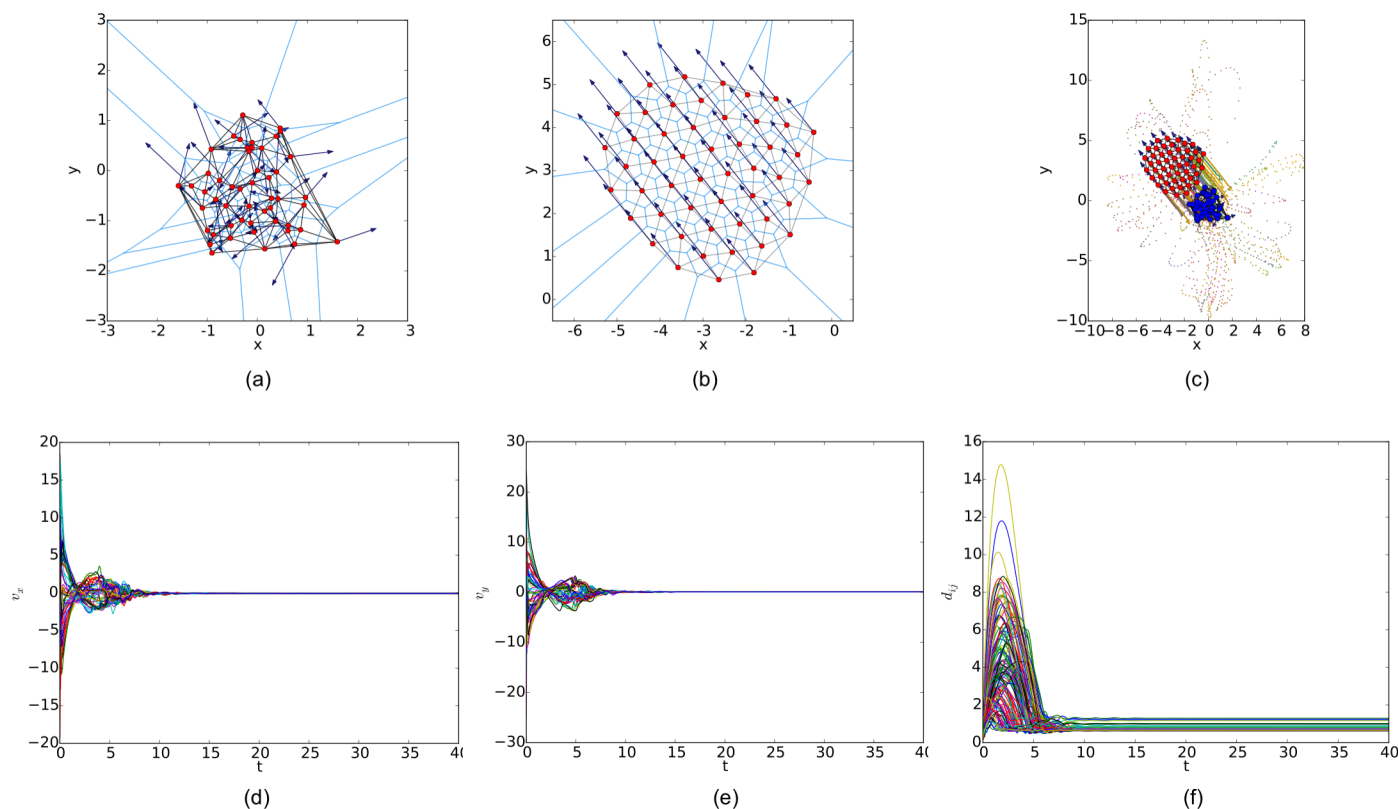 3
2
1
0
−1
−2
−3
y
-3 -2 -1 0 1 2 3
x
(a)
6
5
4
3
2
1
0
y
-6 -5 -4 -3 -2 -1 0
x
(b)
15
10
5
0
−5
−10
y
−10 −8 −6 −4 −2 0 2 4 6 8
x
(c)
20
15
10
5
0
−5
−10
−15
−20
v_x
0 5 10 15 20 25 30 35 40
t
(d)
30
20
10
0
−10
−20
−30
v_y
0 5 10 15 20 25 30 35 40
t
(e)
16
14
12
10
8
6
4
2
0
d_ij
0 5 10 15 20 25 30 35 40
t
(f)